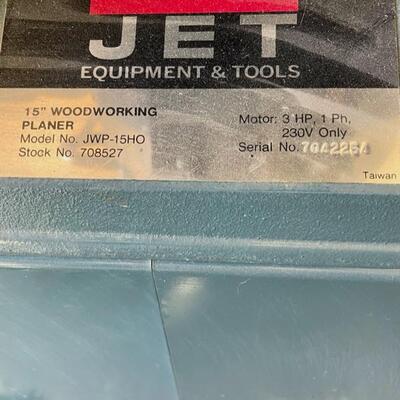 JET
EQUIPMENT & TOOLS
15" WOODWORKING
PLANER
Model No. JWP-15HO
Stock No. 708527
Motor: 3 HP, 1 Ph,
230V Only
Serial No.
Taiwan